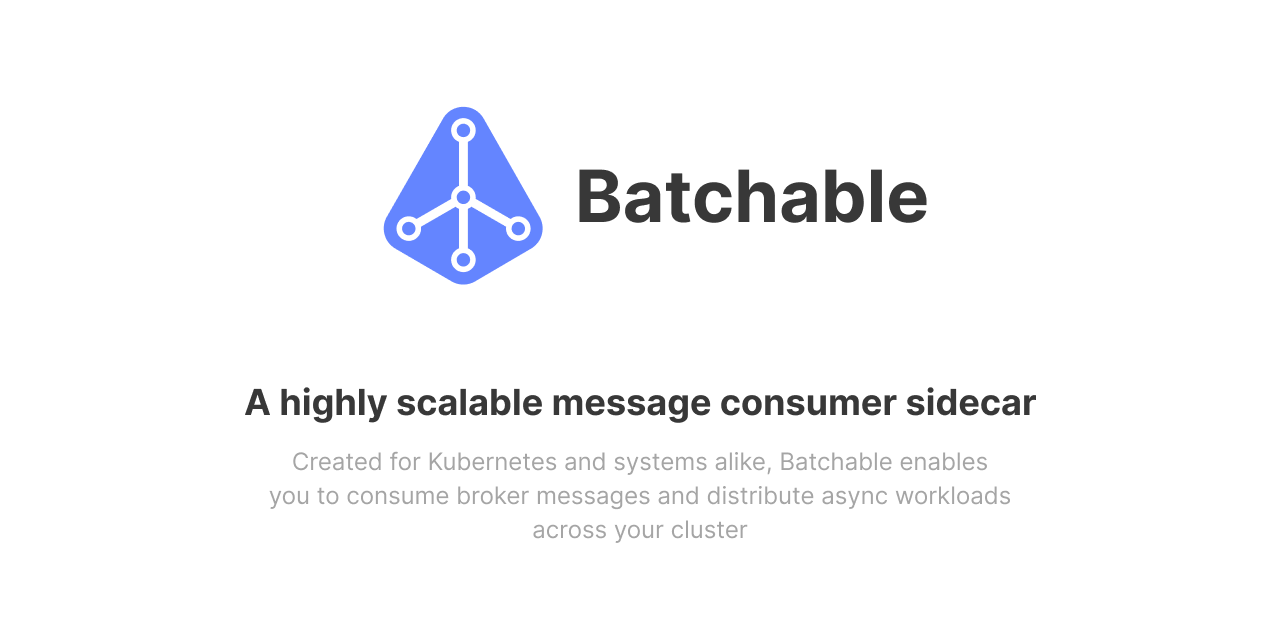 Batchable
A highly scalable message consumer sidecar
Created for Kubernetes and systems alike, Batchable enables
you to consume broker messages and distribute async workloads
across your cluster